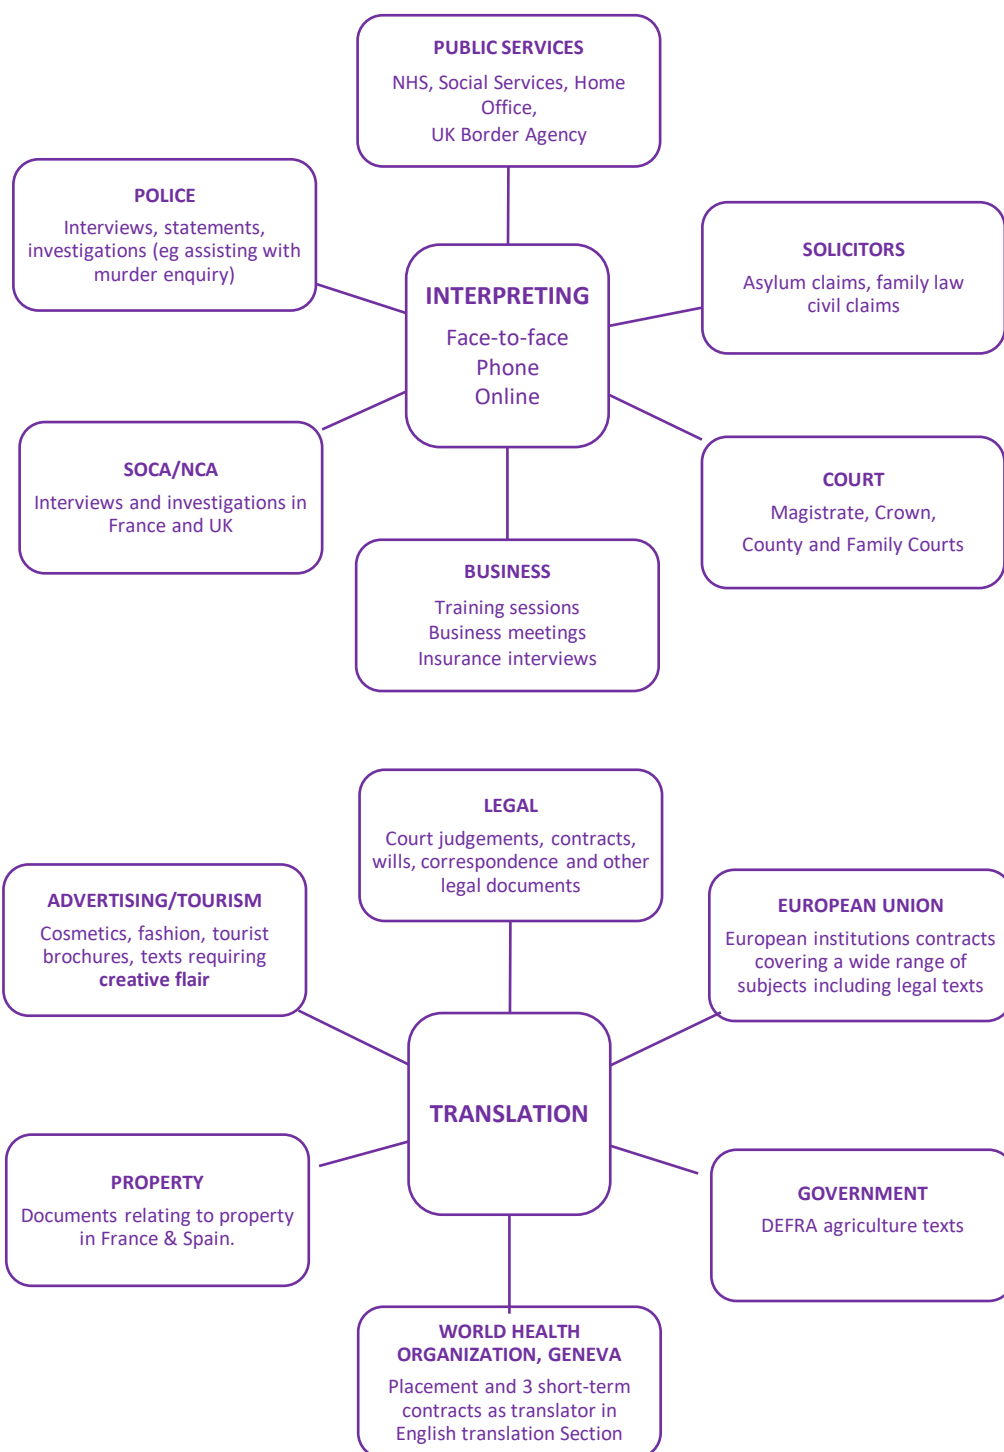 PUBLIC SERVICES
NHS, Social Services, Home
Office,
UK Border Agency
POLICE
Interviews, statements,
investigations (eg assisting with
murder enquiry)
SOLICITORS
Asylum claims, family law
civil claims
INTERPRETING
Face-to-face
Phone
Online
SOCA/NCA
Interviews and investigations in
France and UK
COURT
Magistrate, Crown,
County and Family Courts
BUSINESS
Training sessions
Business meetings
Insurance interviews
LEGAL
Court judgements, contracts,
wills, correspondence and other
legal documents
ADVERTISING/TOURISM
Cosmetics, fashion, tourist
brochures, texts requiring
creative flair
EUROPEAN UNION
European institutions contracts
covering a wide range of
subjects including legal texts
TRANSLATION
PROPERTY
Documents relating to property
in France & Spain.
GOVERNMENT
DEFRA agriculture texts
WORLD HEALTH
ORGANIZATION, GENEVA
Placement and 3 short-term
contracts as translator in
English translation Section